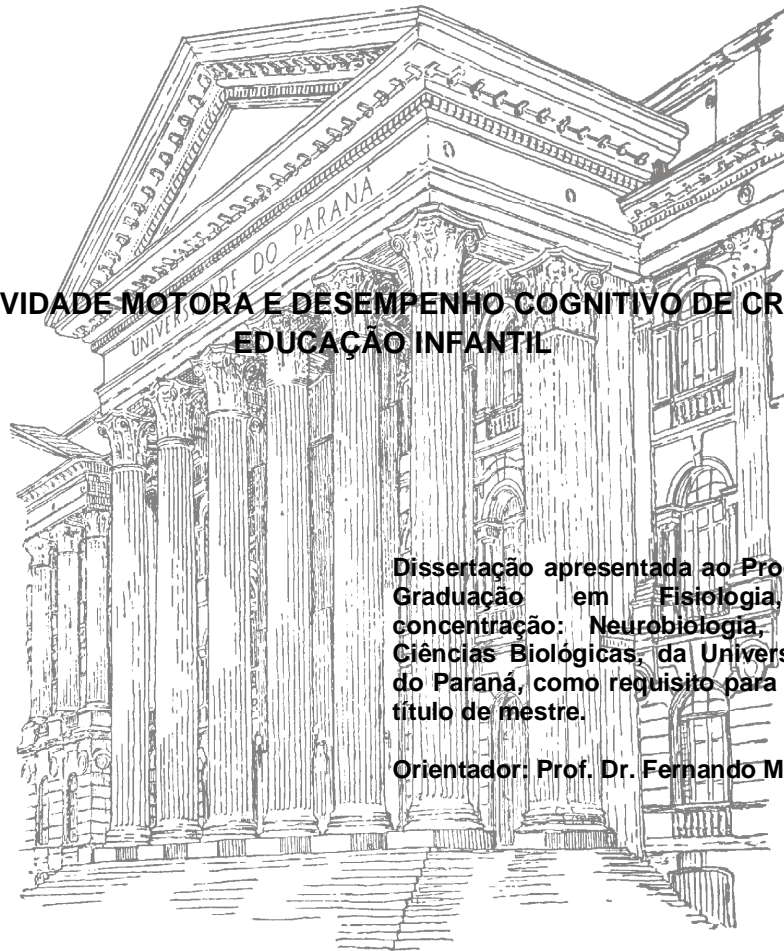 UNIVERSIDADE DO PARANÁ
VIDADE MOTORA E DESEMPENHO COGNITIVO DE CR
EDUCAÇÃO INFANTIL
Dissertação apresentada ao Pro
Graduação em Fisiologia,
concentração: Neurobiologia,
Ciências Biológicas, da Univers
do Paraná, como requisito para
título de mestre.
Orientador: Prof. Dr. Fernando M